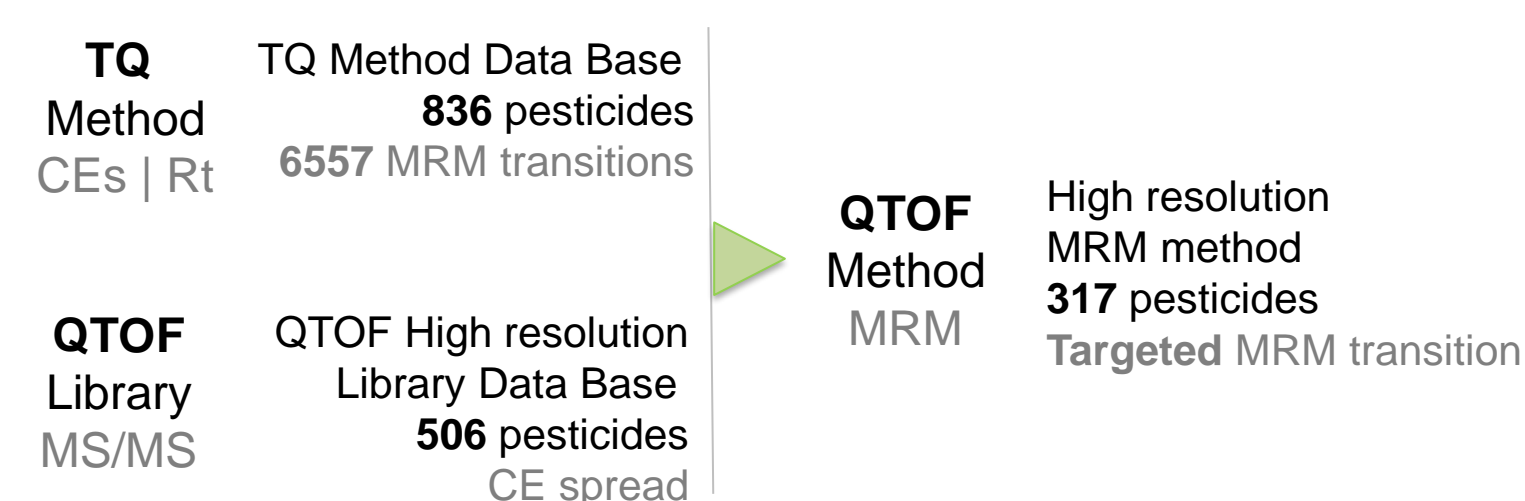 TQ
Method
CEs | Rt
TQ Method Data Base
836 pesticides
6557 MRM transitions
QTOF
Library
MS/MS
QTOF High resolution
Library Data Base
506 pesticides
CE spread
QTOF
Method
MRM
High resolution
MRM method
317 pesticides
Targeted MRM transition